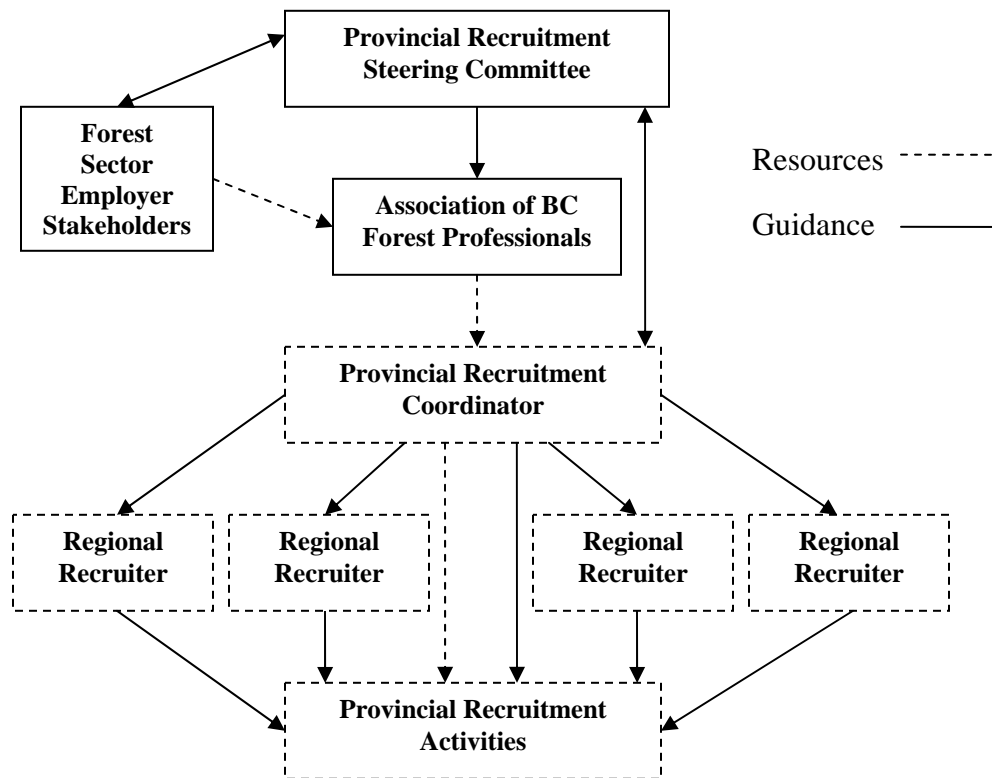 Provincial Recruitment
Steering Committee
Forest
Sector
Employer
Stakeholders
Association of BC
Forest Professionals
Resources
Guidance
Provincial Recruitment
Coordinator
Regional
Recruiter
Regional
Recruiter
Regional
Recruiter
Regional
Recruiter
Provincial Recruitment
Activities